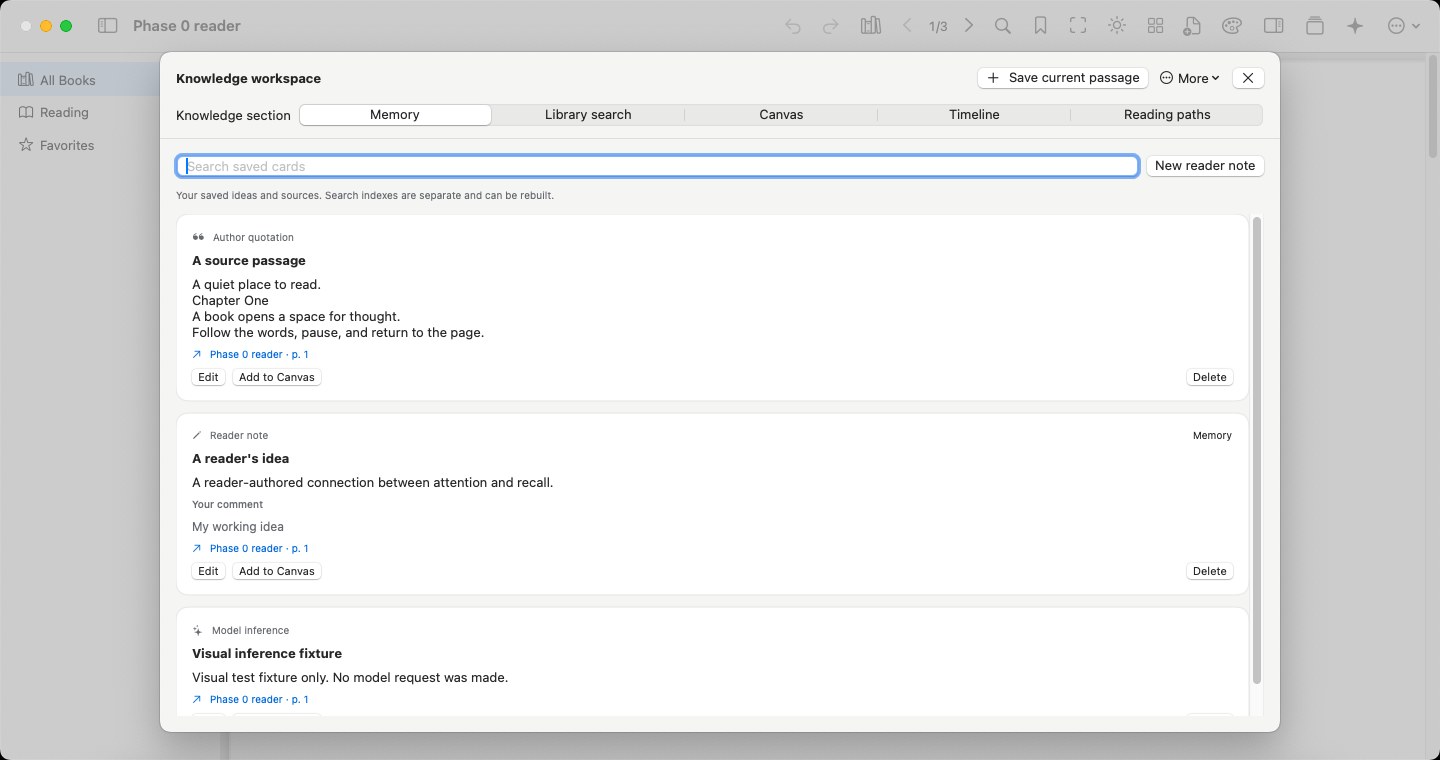 Phase 0 reader
1/3
All Books
Reading
Favorites
Knowledge workspace
Save current passage
More
Knowledge section
Memory
Library search
Canvas
Timeline
Reading paths
Search saved cards
New reader note
Your saved ideas and sources. Search indexes are separate and can be rebuilt.
Author quotation
A source passage
A quiet place to read.
Chapter One
A book opens a space for thought.
Follow the words, pause, and return to the page.
Phase 0 reader · p. 1
Edit
Add to Canvas
Delete
Reader note
Memory
A reader's idea
A reader-authored connection between attention and recall.
Your comment
My working idea
Phase 0 reader · p. 1
Edit
Add to Canvas
Delete
Model inference
Visual inference fixture
Visual test fixture only. No model request was made.
Phase 0 reader · p. 1